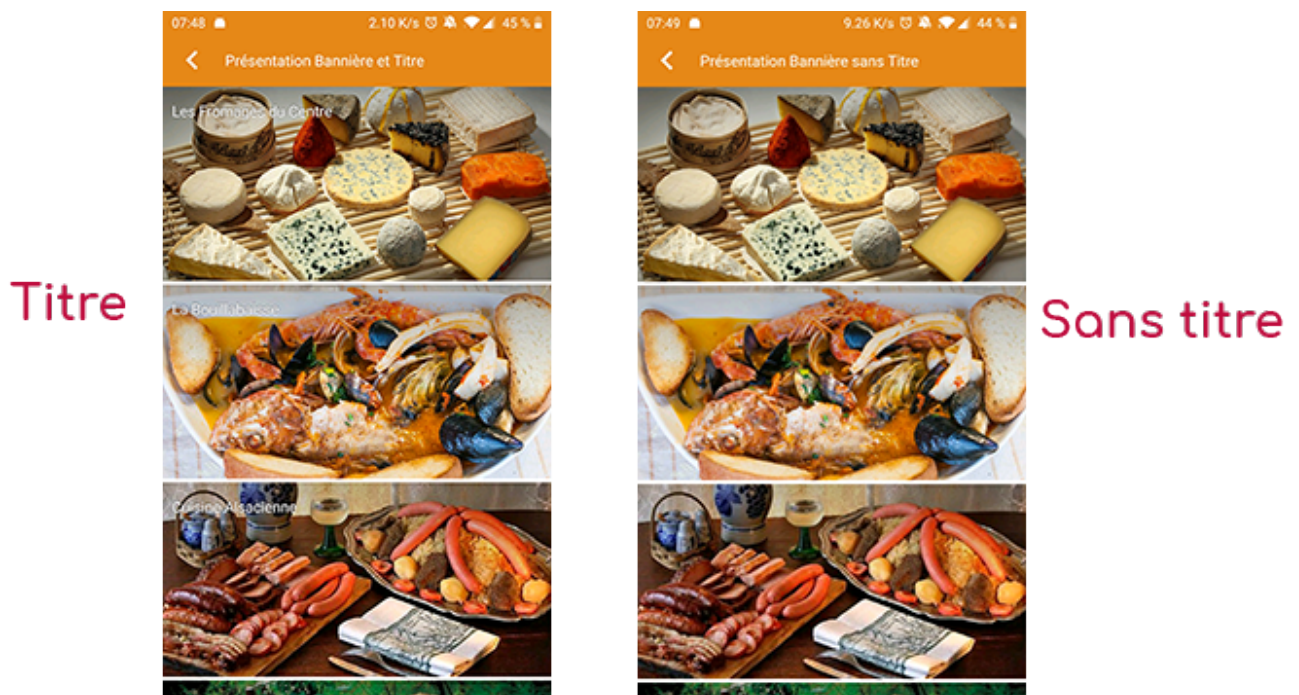 07:48 2.10 K/s 45 %
Présentation Bannière et Titre
Les Fromages du Centre
La Bouillabaisse
Cuisine Alsacienne
Titre
07:49 9.26 K/s 44 %
Présentation Bannière sans Titre
Sans titre